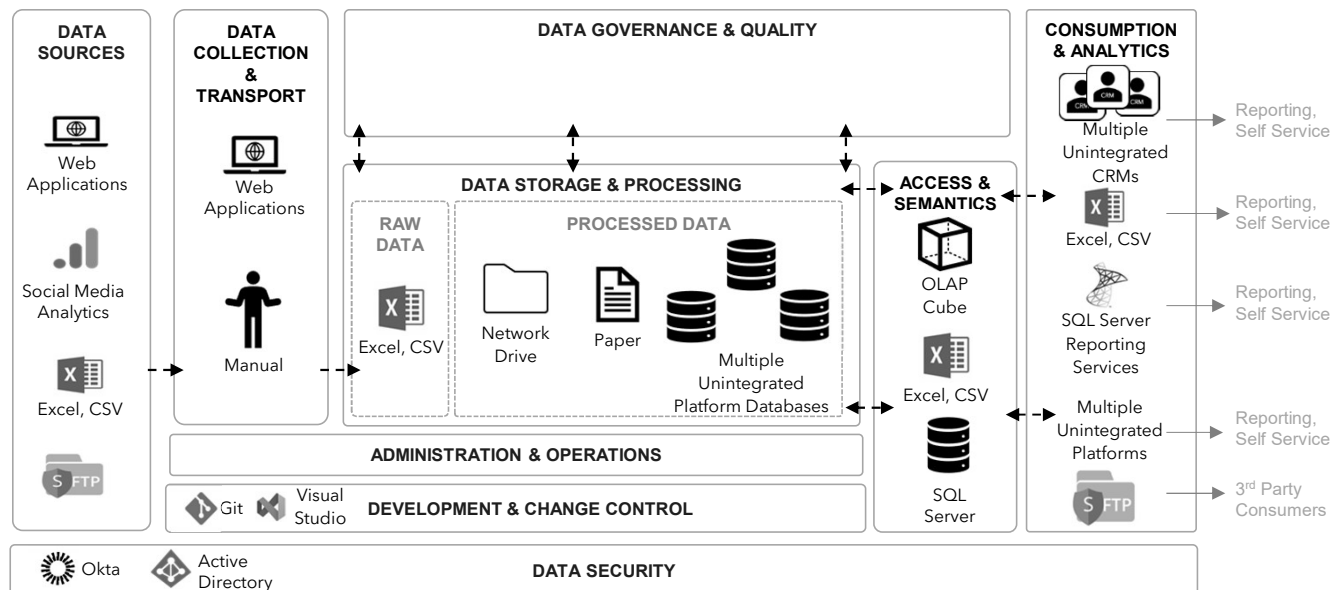 DATA
SOURCES
Web
Applications
Social Media
Analytics
Excel, CSV
S FTP
DATA
COLLECTION
&
TRANSPORT
Web
Applications
Manual
DATA GOVERNANCE & QUALITY
DATA STORAGE & PROCESSING
RAW
DATA
Excel, CSV
PROCESSED DATA
Network
Drive
Paper
Multiple
Unintegrated
Platform Databases
ADMINISTRATION & OPERATIONS
Git
Visual
Studio
DEVELOPMENT & CHANGE CONTROL
ACCESS &
SEMANTICS
OLAP
Cube
Excel, CSV
SQL
Server
CONSUMPTION
& ANALYTICS
CRM
CRM
CRM
Multiple
Unintegrated
CRMs
Excel, CSV
SQL Server
Reporting
Services
Multiple
Unintegrated
Platforms
S FTP
Reporting,
Self Service
Reporting,
Self Service
Reporting,
Self Service
Reporting,
Self Service
3rd Party
Consumers
Okta
Active
Directory
DATA SECURITY